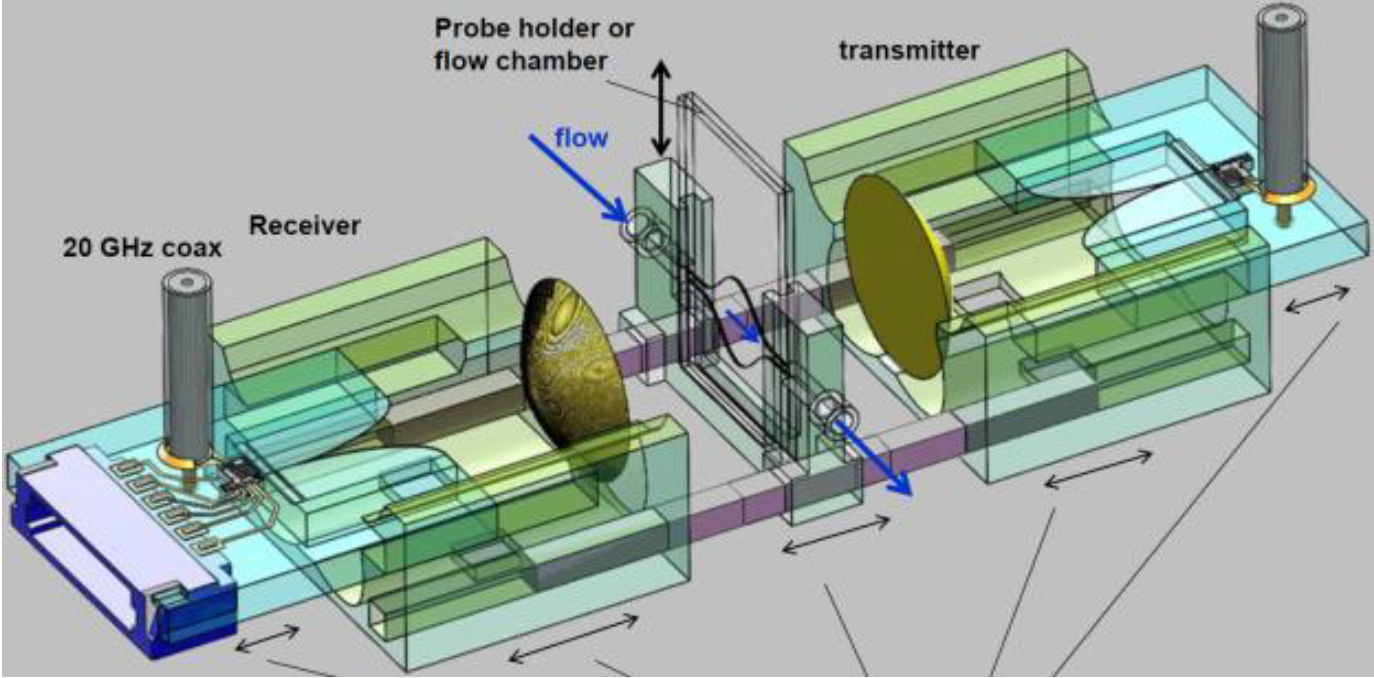 Probe holder or
flow chamber
transmitter
flow
Receiver
20 GHz coax